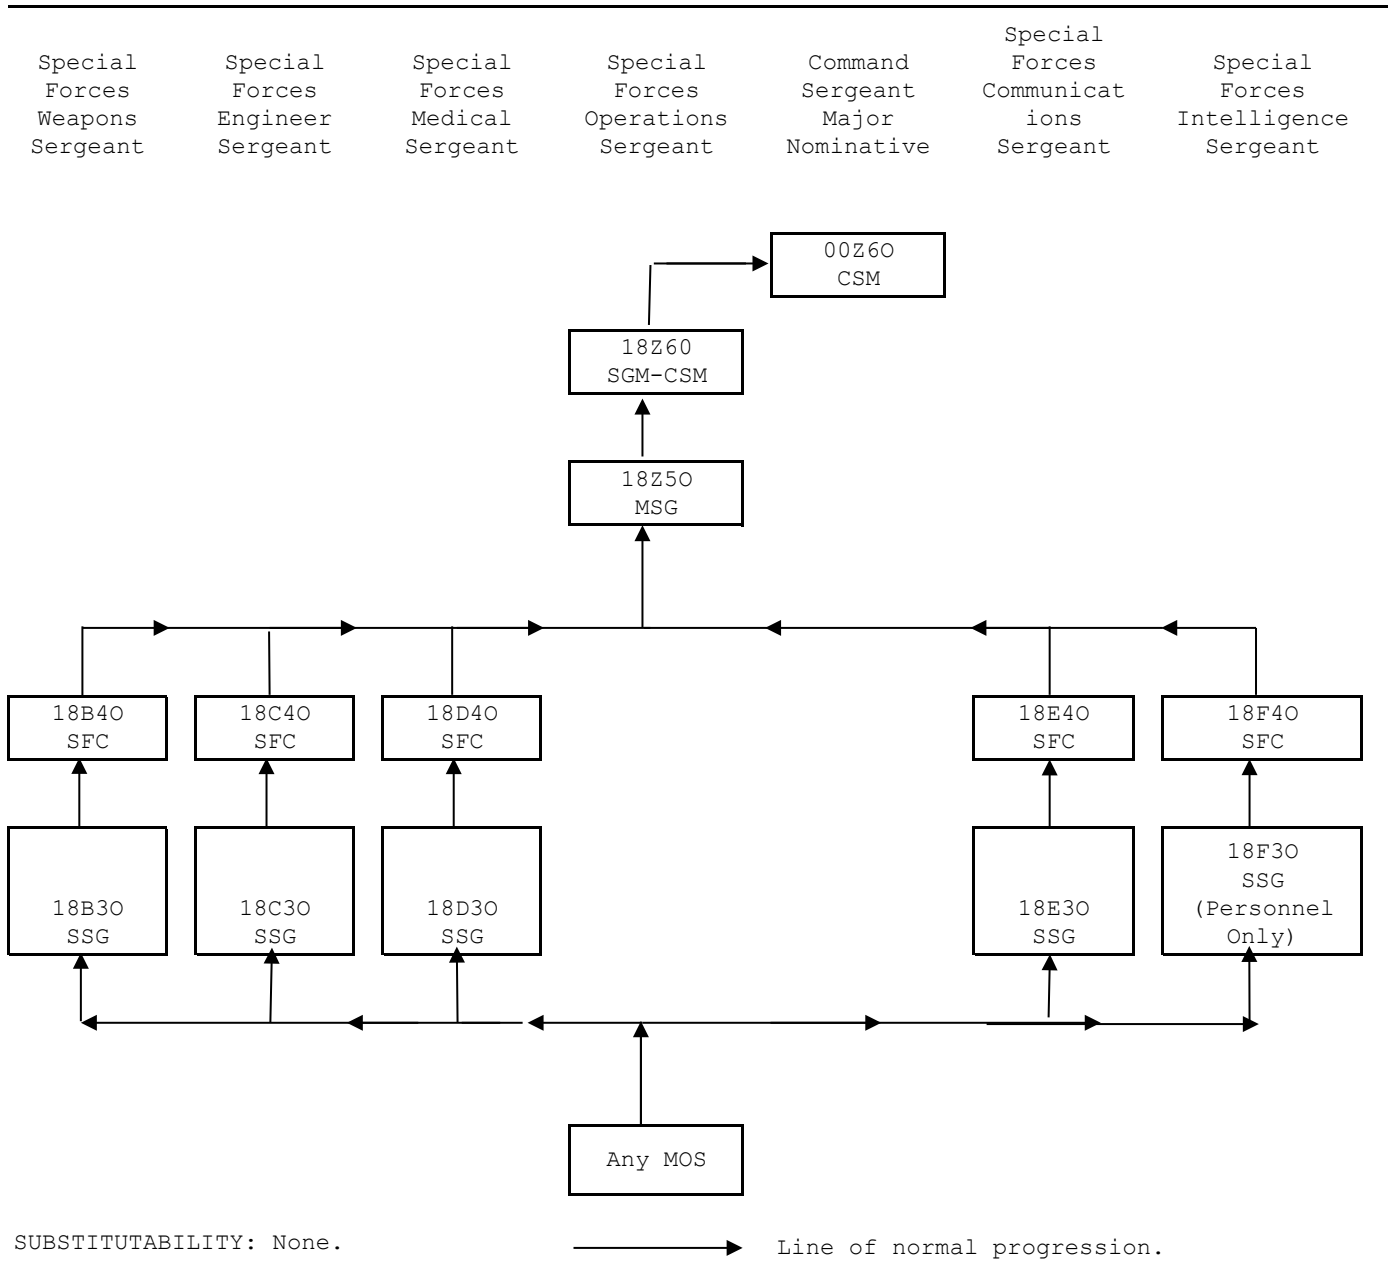 Special
Forces
Weapons
Sergeant
Special
Forces
Engineer
Sergeant
Special
Forces
Medical
Sergeant
Special
Forces
Operations
Sergeant
Command
Sergeant
Major
Nominative
Special
Forces
Communicat
ions
Sergeant
Special
Forces
Intelligence
Sergeant
00Z6O
CSM
18Z60
SGM-CSM
18Z5O
MSG
18B4O
SFC
18C4O
SFC
18D4O
SFC
18E4O
SFC
18F4O
SFC
18B3O
SSG
18C3O
SSG
18D3O
SSG
18E3O
SSG
18F3O
SSG
(Personnel
Only)
Any MOS
SUBSTITUTABILITY: None.
Line of normal progression.